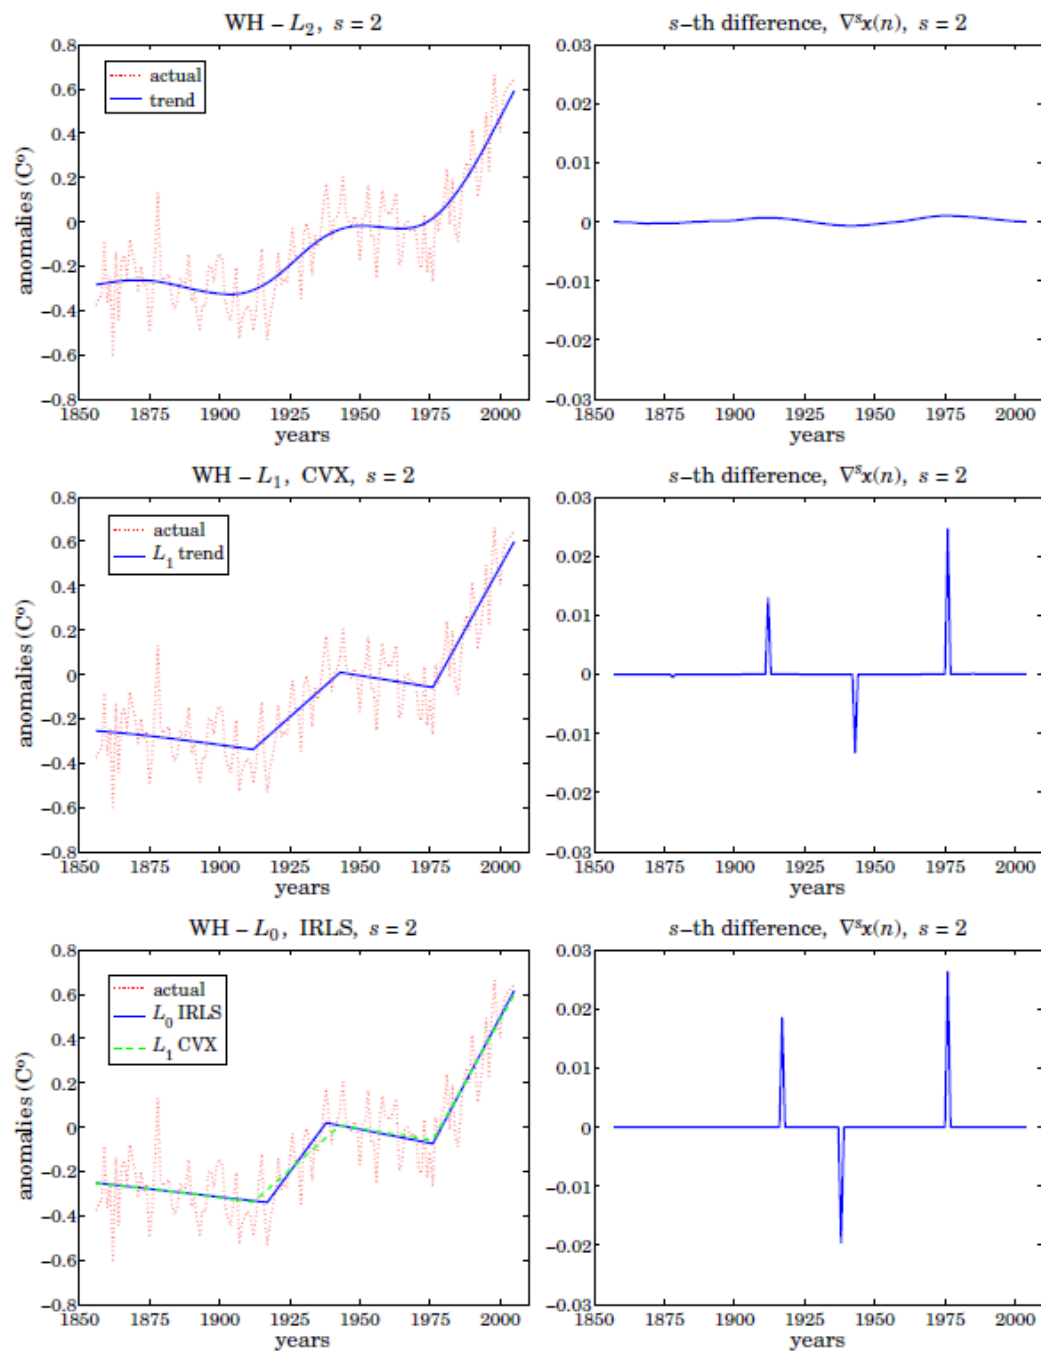 WH – L₂, s = 2
s–th difference, ∇ˢx(n), s = 2
0.8
0.6
0.4
0.2
0
–0.2
–0.4
–0.6
–0.8
anomalies (Cº)
actual
trend
1850 1875 1900 1925 1950 1975 2000
years
0.03
0.02
0.01
0
–0.01
–0.02
–0.03
1850 1875 1900 1925 1950 1975 2000
years
WH – L₁, CVX, s = 2
s–th difference, ∇ˢx(n), s = 2
0.8
0.6
0.4
0.2
0
–0.2
–0.4
–0.6
–0.8
anomalies (Cº)
actual
L₁ trend
1850 1875 1900 1925 1950 1975 2000
years
0.03
0.02
0.01
0
–0.01
–0.02
–0.03
1850 1875 1900 1925 1950 1975 2000
years
WH – L₀, IRLS, s = 2
s–th difference, ∇ˢx(n), s = 2
0.8
0.6
0.4
0.2
0
–0.2
–0.4
–0.6
–0.8
anomalies (Cº)
actual
L₀ IRLS
L₁ CVX
1850 1875 1900 1925 1950 1975 2000
years
0.03
0.02
0.01
0
–0.01
–0.02
–0.03
1850 1875 1900 1925 1950 1975 2000
years